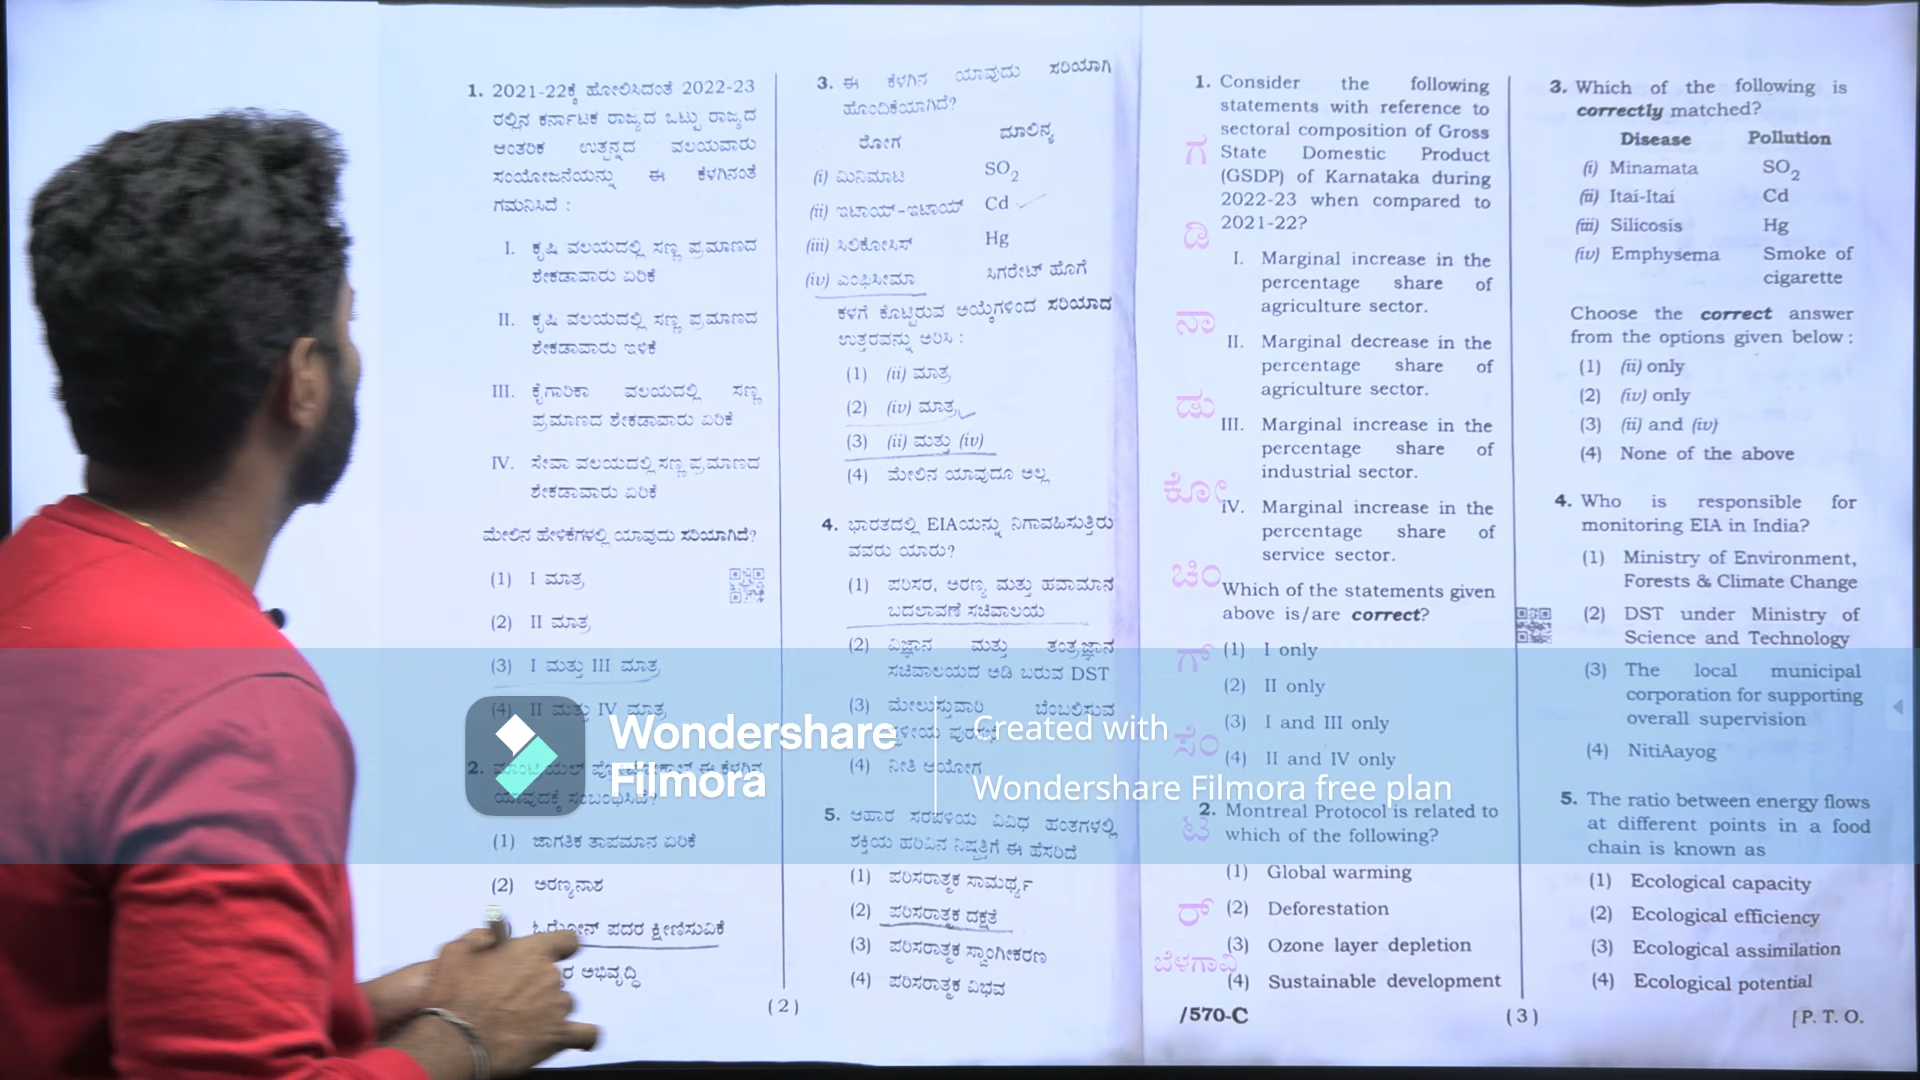 1. 2021-22ಕ್ಕೆ ಹೋಲಿಸಿದಂತೆ 2022-23
ರಲ್ಲಿನ ಕರ್ನಾಟಕ ರಾಜ್ಯದ ಒಟ್ಟು ರಾಜ್ಯದ
ಆಂತರಿಕ ಉತ್ಪನ್ನದ ವಲಯವಾರು
ಸಂಯೋಜನೆಯನ್ನು ಈ ಕೆಳಗಿನಂತೆ
ಗಮನಿಸಿದೆ :
I. ಕೃಷಿ ವಲಯದಲ್ಲಿ ಸಣ್ಣ ಪ್ರಮಾಣದ
ಶೇಕಡಾವಾರು ಏರಿಕೆ
II. ಕೃಷಿ ವಲಯದಲ್ಲಿ ಸಣ್ಣ ಪ್ರಮಾಣದ
ಶೇಕಡಾವಾರು ಇಳಿಕೆ
III. ಕೈಗಾರಿಕಾ ವಲಯದಲ್ಲಿ ಸಣ್ಣ
ಪ್ರಮಾಣದ ಶೇಕಡಾವಾರು ಏರಿಕೆ
IV. ಸೇವಾ ವಲಯದಲ್ಲಿ ಸಣ್ಣ ಪ್ರಮಾಣದ
ಶೇಕಡಾವಾರು ಏರಿಕೆ
ಮೇಲಿನ ಹೇಳಿಕೆಗಳಲ್ಲಿ ಯಾವುದು ಸರಿಯಾಗಿದೆ?
(1) I ಮಾತ್ರ
(2) II ಮಾತ್ರ
(3) I ಮತ್ತು III ಮಾತ್ರ
(4) II ಮತ್ತು IV ಮಾತ್ರ
2. ಈ ಕೆಳಗಿನ
ಯಾವುದಕ್ಕೆ ಸಂಬಂಧಿಸಿದೆ?
(1) ಜಾಗತಿಕ ತಾಪಮಾನ ಏರಿಕೆ
(2) ಅರಣ್ಯನಾಶ
ಓಝೋನ್ ಪದರ ಕ್ಷೀಣಿಸುವಿಕೆ
ಅಭಿವೃದ್ಧಿ
3. ಈ ಕೆಳಗಿನ ಯಾವುದು ಸರಿಯಾಗಿ
ಹೊಂದಿಕೆಯಾಗಿದೆ?
ರೋಗ ಮಾಲಿನ್ಯ
(i) ಮಿನಿಮಾಟ SO2
(ii) ಇಟಾಯ್-ಇಟಾಯ್ Cd
(iii) ಸಿಲಿಕೋಸಿಸ್ Hg
(iv) ಎಂಫಿಸೀಮಾ ಸಿಗರೇಟ್ ಹೊಗೆ
ಕೆಳಗೆ ಕೊಟ್ಟಿರುವ ಆಯ್ಕೆಗಳಿಂದ ಸರಿಯಾದ
ಉತ್ತರವನ್ನು ಆರಿಸಿ :
(1) (ii) ಮಾತ್ರ
(2) (iv) ಮಾತ್ರ
(3) (ii) ಮತ್ತು (iv)
(4) ಮೇಲಿನ ಯಾವುದೂ ಅಲ್ಲ
4. ಭಾರತದಲ್ಲಿ EIAಯನ್ನು ನಿಗಾವಹಿಸುತ್ತಿರು
ವವರು ಯಾರು?
(1) ಪರಿಸರ, ಅರಣ್ಯ ಮತ್ತು ಹವಾಮಾನ
ಬದಲಾವಣೆ ಸಚಿವಾಲಯ
(2) ವಿಜ್ಞಾನ ಮತ್ತು ತಂತ್ರಜ್ಞಾನ
ಸಚಿವಾಲಯದ ಅಡಿ ಬರುವ DST
(3) ಮೇಲುಸ್ತುವಾರಿ ಬೆಂಬಲಿಸುವ
(4) ನೀತಿ ಆಯೋಗ
5. ಆಹಾರ ಸರಪಳಿಯ ವಿವಿಧ ಹಂತಗಳಲ್ಲಿ
ಶಕ್ತಿಯ ಹರಿವಿನ ನಿಷ್ಪತ್ತಿಗೆ ಈ ಹೆಸರಿದೆ
(1) ಪರಿಸರಾತ್ಮಕ ಸಾಮರ್ಥ್ಯ
(2) ಪರಿಸರಾತ್ಮಕ ದಕ್ಷತೆ
(3) ಪರಿಸರಾತ್ಮಕ ಸ್ವಾಂಗೀಕರಣ
(4) ಪರಿಸರಾತ್ಮಕ ವಿಭವ
( 2 )
1. Consider the following
statements with reference to
sectoral composition of Gross
State Domestic Product
(GSDP) of Karnataka during
2022-23 when compared to
2021-22?
I. Marginal increase in the
percentage share of
agriculture sector.
II. Marginal decrease in the
percentage share of
agriculture sector.
III. Marginal increase in the
percentage share of
industrial sector.
IV. Marginal increase in the
percentage share of
service sector.
Which of the statements given
above is/are correct?
(1) I only
(2) II only
(3) I and III only
(4) II and IV only
2. Montreal Protocol is related to
which of the following?
(1) Global warming
(2) Deforestation
(3) Ozone layer depletion
(4) Sustainable development
/570-C
3. Which of the following is
correctly matched?
Disease Pollution
(i) Minamata SO2
(ii) Itai-Itai Cd
(iii) Silicosis Hg
(iv) Emphysema Smoke of
cigarette
Choose the correct answer
from the options given below :
(1) (ii) only
(2) (iv) only
(3) (ii) and (iv)
(4) None of the above
4. Who is responsible for
monitoring EIA in India?
(1) Ministry of Environment,
Forests & Climate Change
(2) DST under Ministry of
Science and Technology
(3) The local municipal
corporation for supporting
overall supervision
(4) NitiAayog
5. The ratio between energy flows
at different points in a food
chain is known as
(1) Ecological capacity
(2) Ecological efficiency
(3) Ecological assimilation
(4) Ecological potential
( 3 )
[ P. T. O.
ಗ
ಡಿ
ನಾ
ಡು
ಕೋ
ಚಿಂ
ಗ್
ಸೆಂ
ಟ
ರ್
ಬೆಳಗಾವಿ
Wondershare
Filmora
Created with
Wondershare Filmora free plan